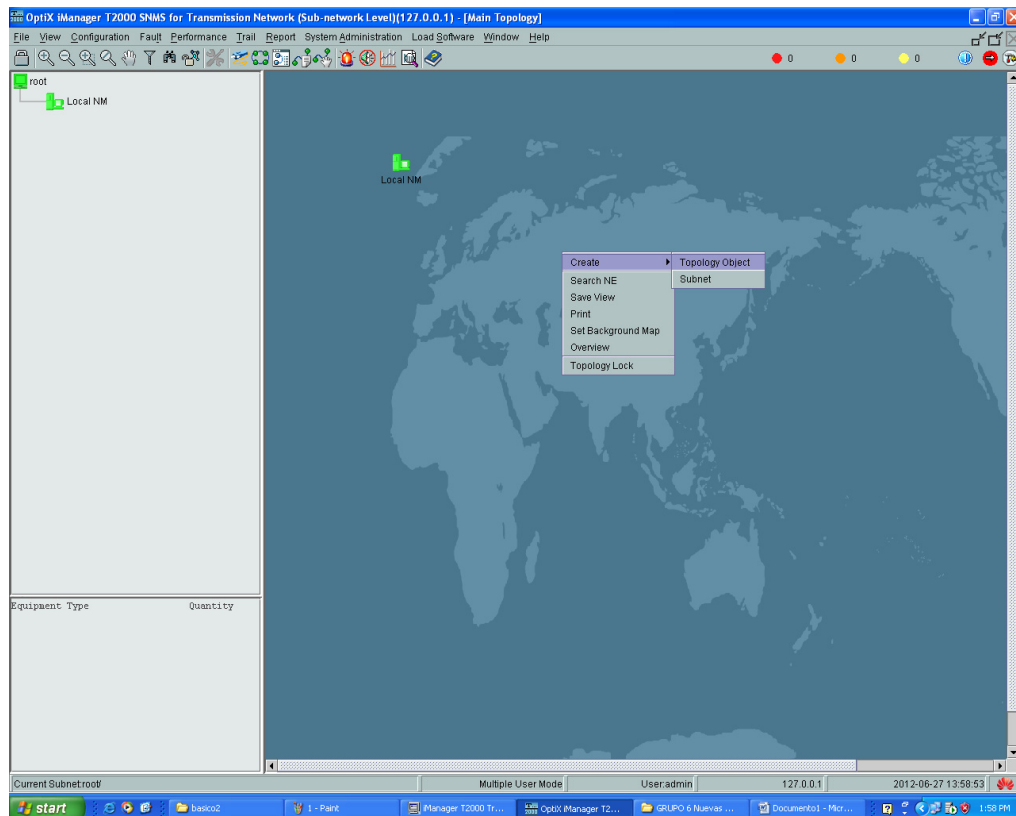 OptiX iManager T2000 SNMS for Transmission Network (Sub-network Level)(127.0.0.1) - [Main Topology]
File View Configuration Fault Performance Trail Report System Administration Load Software Window Help
0 0 0
root
Local NM
Local NM
Create
Topology Object
Search NE
Subnet
Save View
Print
Set Background Map
Overview
Topology Lock
Equipment Type Quantity
Current Subnet:root/ Multiple User Mode User:admin 127.0.0.1 2012-06-27 13:58:53
start basico2 1 - Paint iManager T2000 Tr... OptiX iManager T2... GRUPO 6 Nuevas ... Documento1 - Micr... 1:58 PM